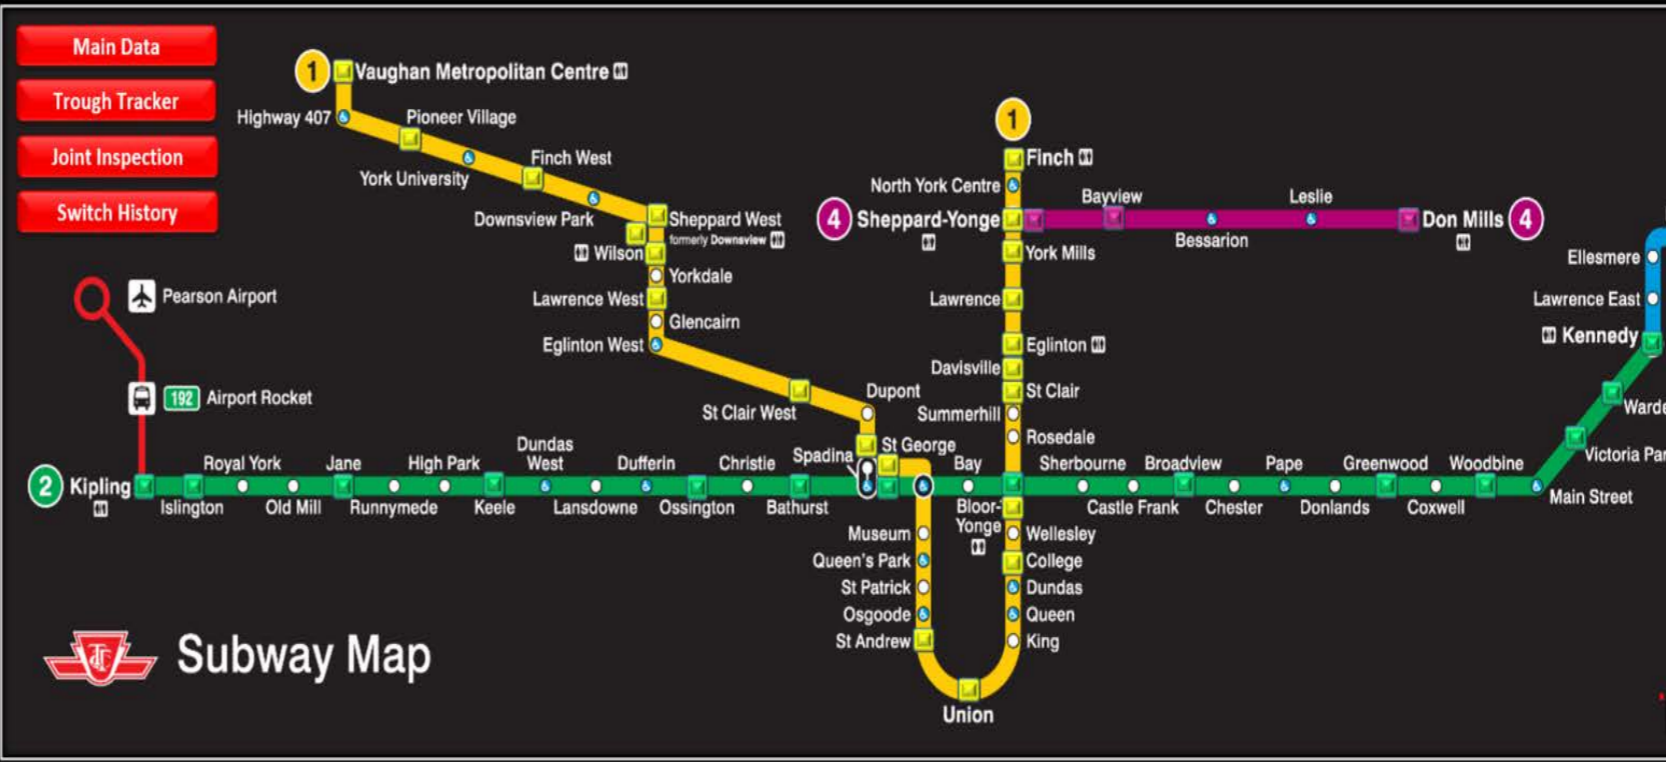 Main Data
Trough Tracker
Joint Inspection
Switch History
1 Vaughan Metropolitan Centre
Highway 407
Pioneer Village
York University
Finch West
Downsview Park
Sheppard West
formerly Downsview
Wilson
Yorkdale
Lawrence West
Glencairn
Eglinton West
St Clair West
Dupont
Spadina
St George
1
Finch
North York Centre
4 Sheppard-Yonge
Bayview
Bessarion
Leslie
Don Mills 4
York Mills
Lawrence
Eglinton
Davisville
St Clair
Summerhill
Rosedale
Ellesmere
Lawrence East
Kennedy
Warde
Victoria Par
Main Street
Pearson Airport
192 Airport Rocket
2 Kipling
Islington
Royal York
Old Mill
Jane
Runnymede
High Park
Keele
Dundas
West
Lansdowne
Dufferin
Ossington
Christie
Bathurst
Bay
Bloor-
Yonge
Sherbourne
Castle Frank
Broadview
Chester
Pape
Donlands
Greenwood
Coxwell
Woodbine
Museum
Queen's Park
St Patrick
Osgoode
St Andrew
Union
Wellesley
College
Dundas
Queen
King
TTC
Subway Map